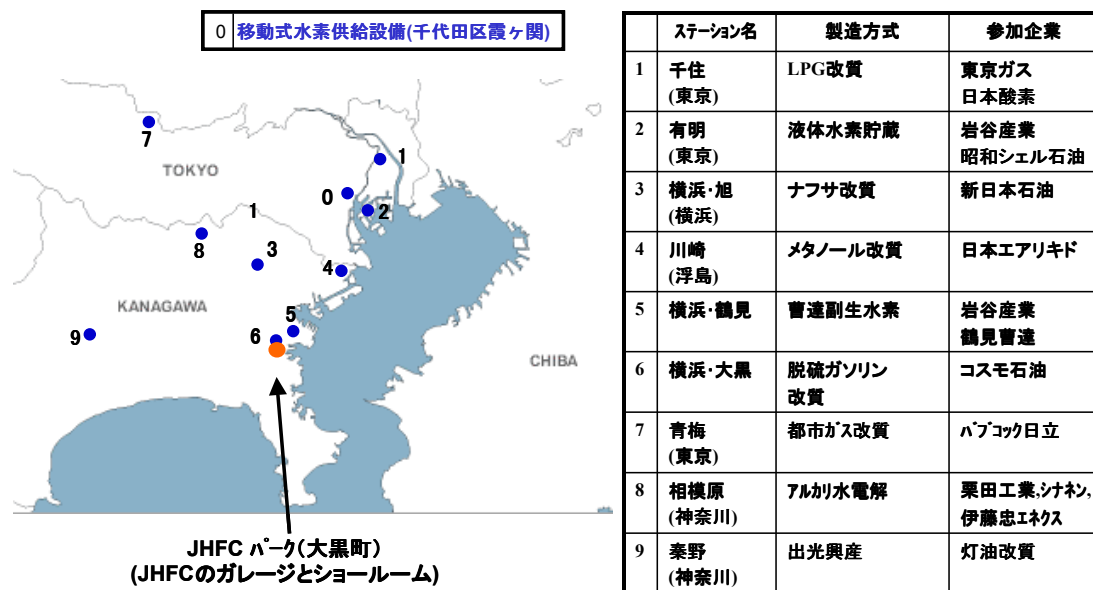 0 移動式水素供給設備(千代田区霞ヶ関)
7
TOKYO
1
0
2
1
8
3
4
KANAGAWA
5
6
9
CHIBA
JHFC パーク(大黒町)
(JHFCのガレージとショールーム)
ステーション名 製造方式 参加企業
1 千住 LPG改質 東京ガス
(東京) 日本酸素
2 有明 液体水素貯蔵 岩谷産業
(東京) 昭和シェル石油
3 横浜・旭 ナフサ改質 新日本石油
(横浜)
4 川崎 メタノール改質 日本エアリキド
(浮島)
5 横浜・鶴見 曹達副生水素 岩谷産業
鶴見曹達
6 横浜・大黒 脱硫ガソリン コスモ石油
改質
7 青梅 都市ガス改質 バブコック日立
(東京)
8 相模原 アルカリ水電解 栗田工業,シナネン,
(神奈川) 伊藤忠エネクス
9 秦野 出光興産 灯油改質
(神奈川)